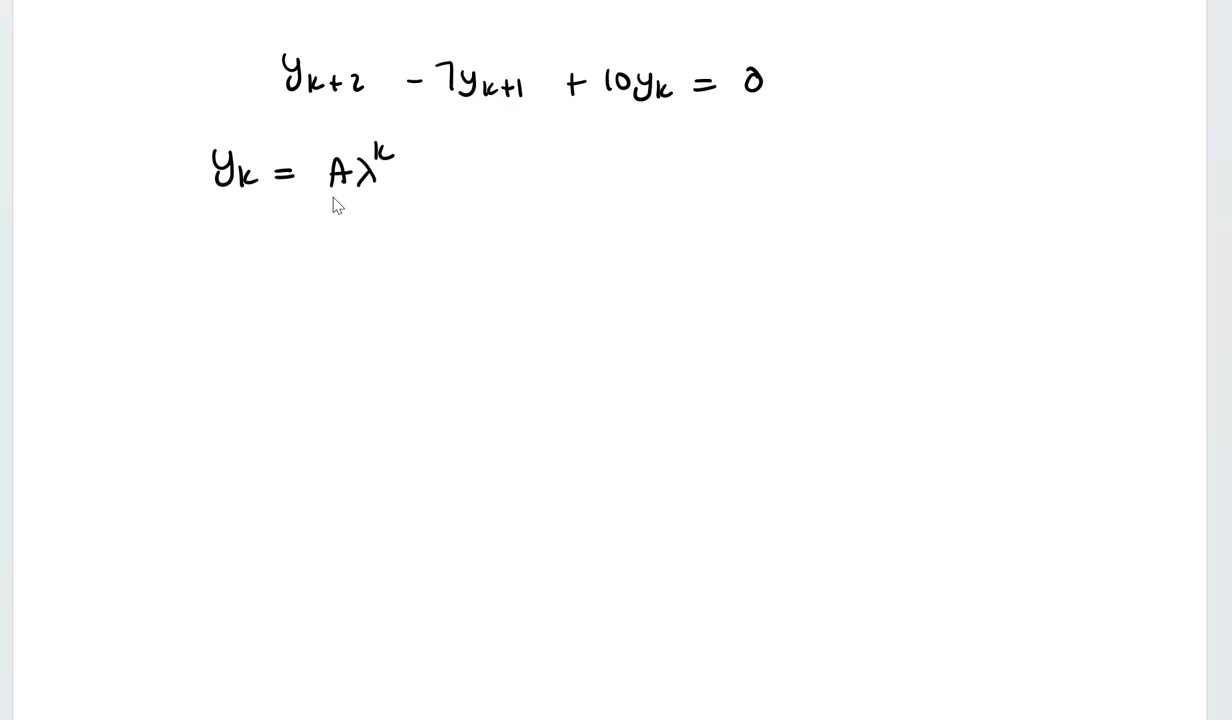 y_{k+2} - 7y_{k+1} + 10y_k = 0
y_k = Aλ^k